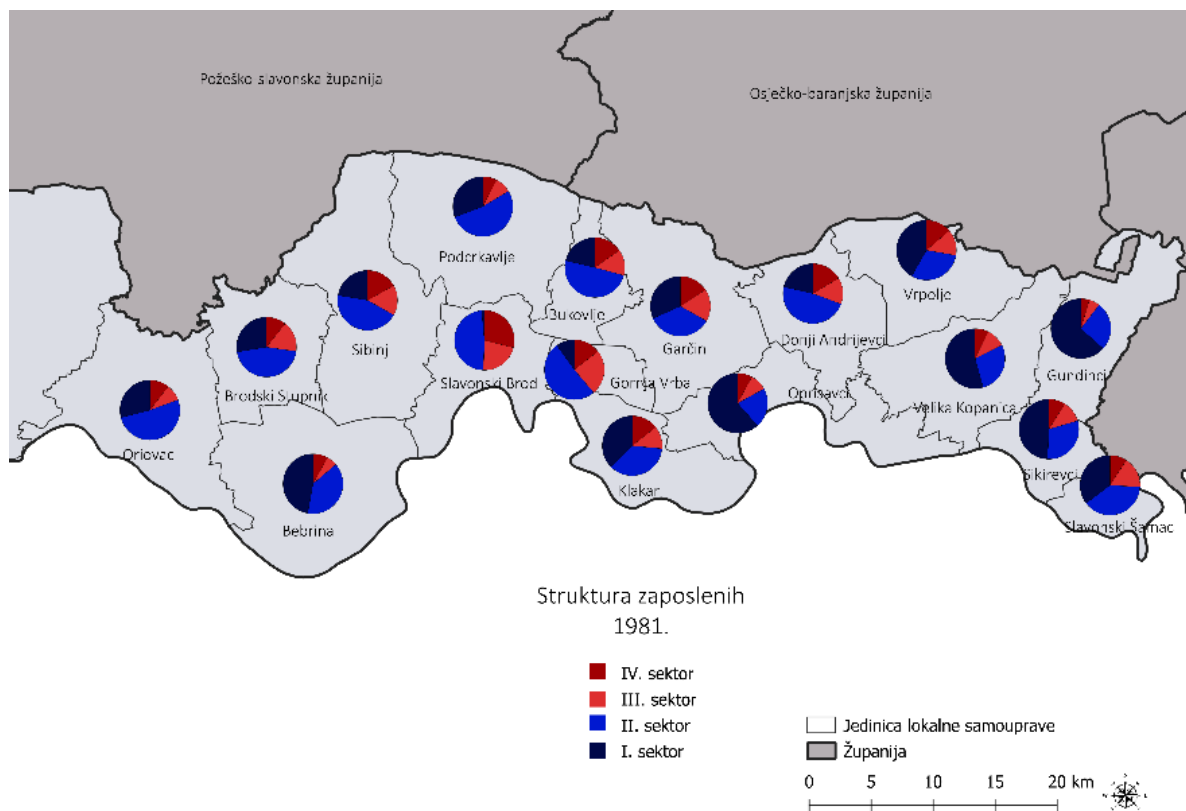 Požeško-slavonska županija
Osječko-baranjska županija
Podcrkavlje
Bukovlje
Vrpolje
Sibinj
Garčin
Donji Andrijevci
Gundinci
Brodski Stupnik
Slavonski Brod
Gornja Vrba
Oprisavci
Velika Kopanica
Oriovac
Klakar
Sikirevci
Bebrina
Slavonski Šamac
Struktura zaposlenih
1981.
IV. sektor
III. sektor
II. sektor
I. sektor
Jedinica lokalne samouprave
Županija
0 5 10 15 20 km